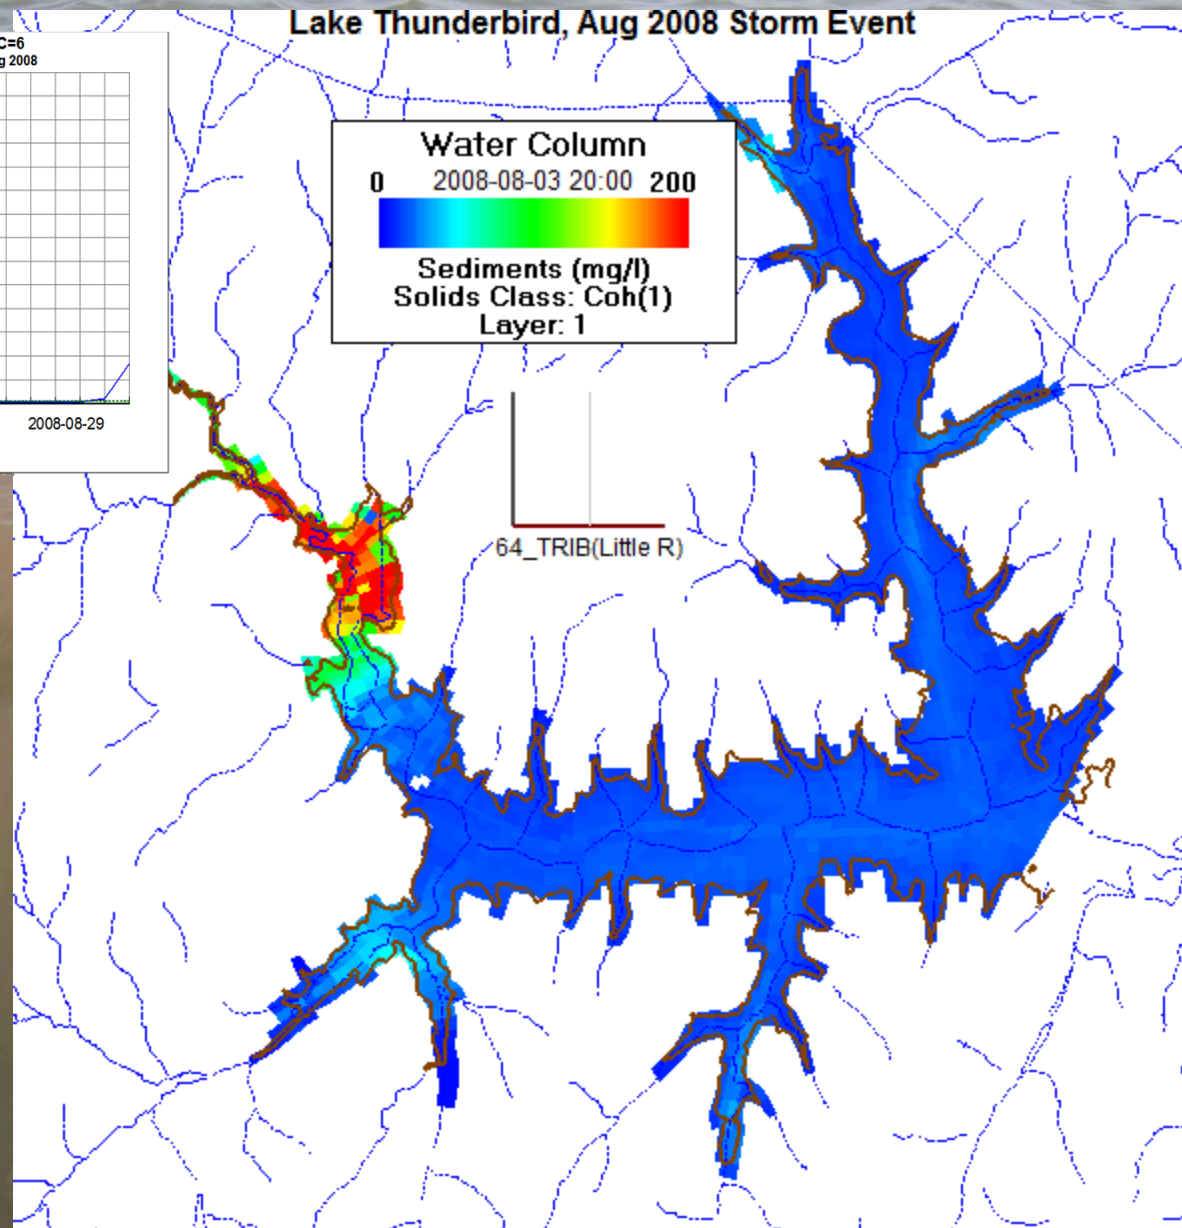 Lake Thunderbird, Aug 2008 Storm Event
C=6
g 2008
2008-08-29
Water Column
0 2008-08-03 20:00 200
Sediments (mg/l)
Solids Class: Coh(1)
Layer: 1
64_TRIB(Little R)